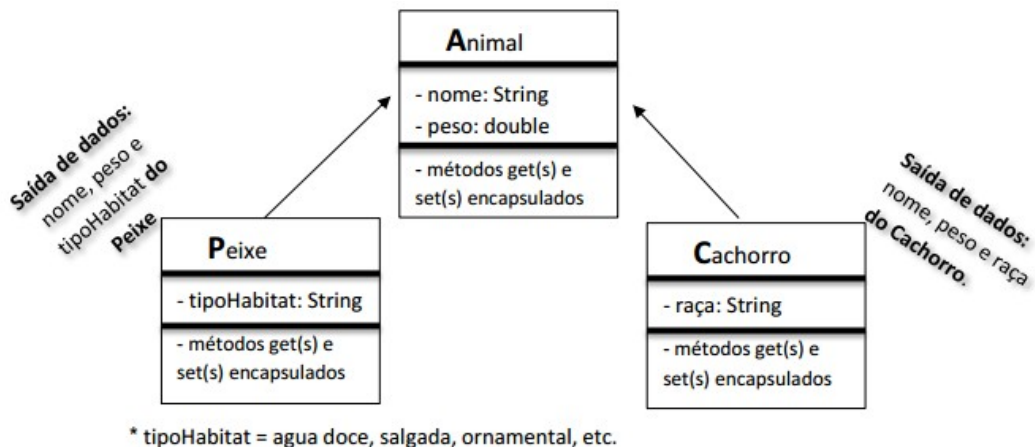 Animal
- nome: String
- peso: double
- métodos get(s) e
set(s) encapsulados
Saída de dados:
nome, peso e
tipoHabitat do
Peixe
Saída de dados:
nome, peso e raça
do Cachorro.
Peixe
- tipoHabitat: String
- métodos get(s) e
set(s) encapsulados
Cachorro
- raça: String
- métodos get(s) e
set(s) encapsulados
* tipoHabitat = agua doce, salgada, ornamental, etc.